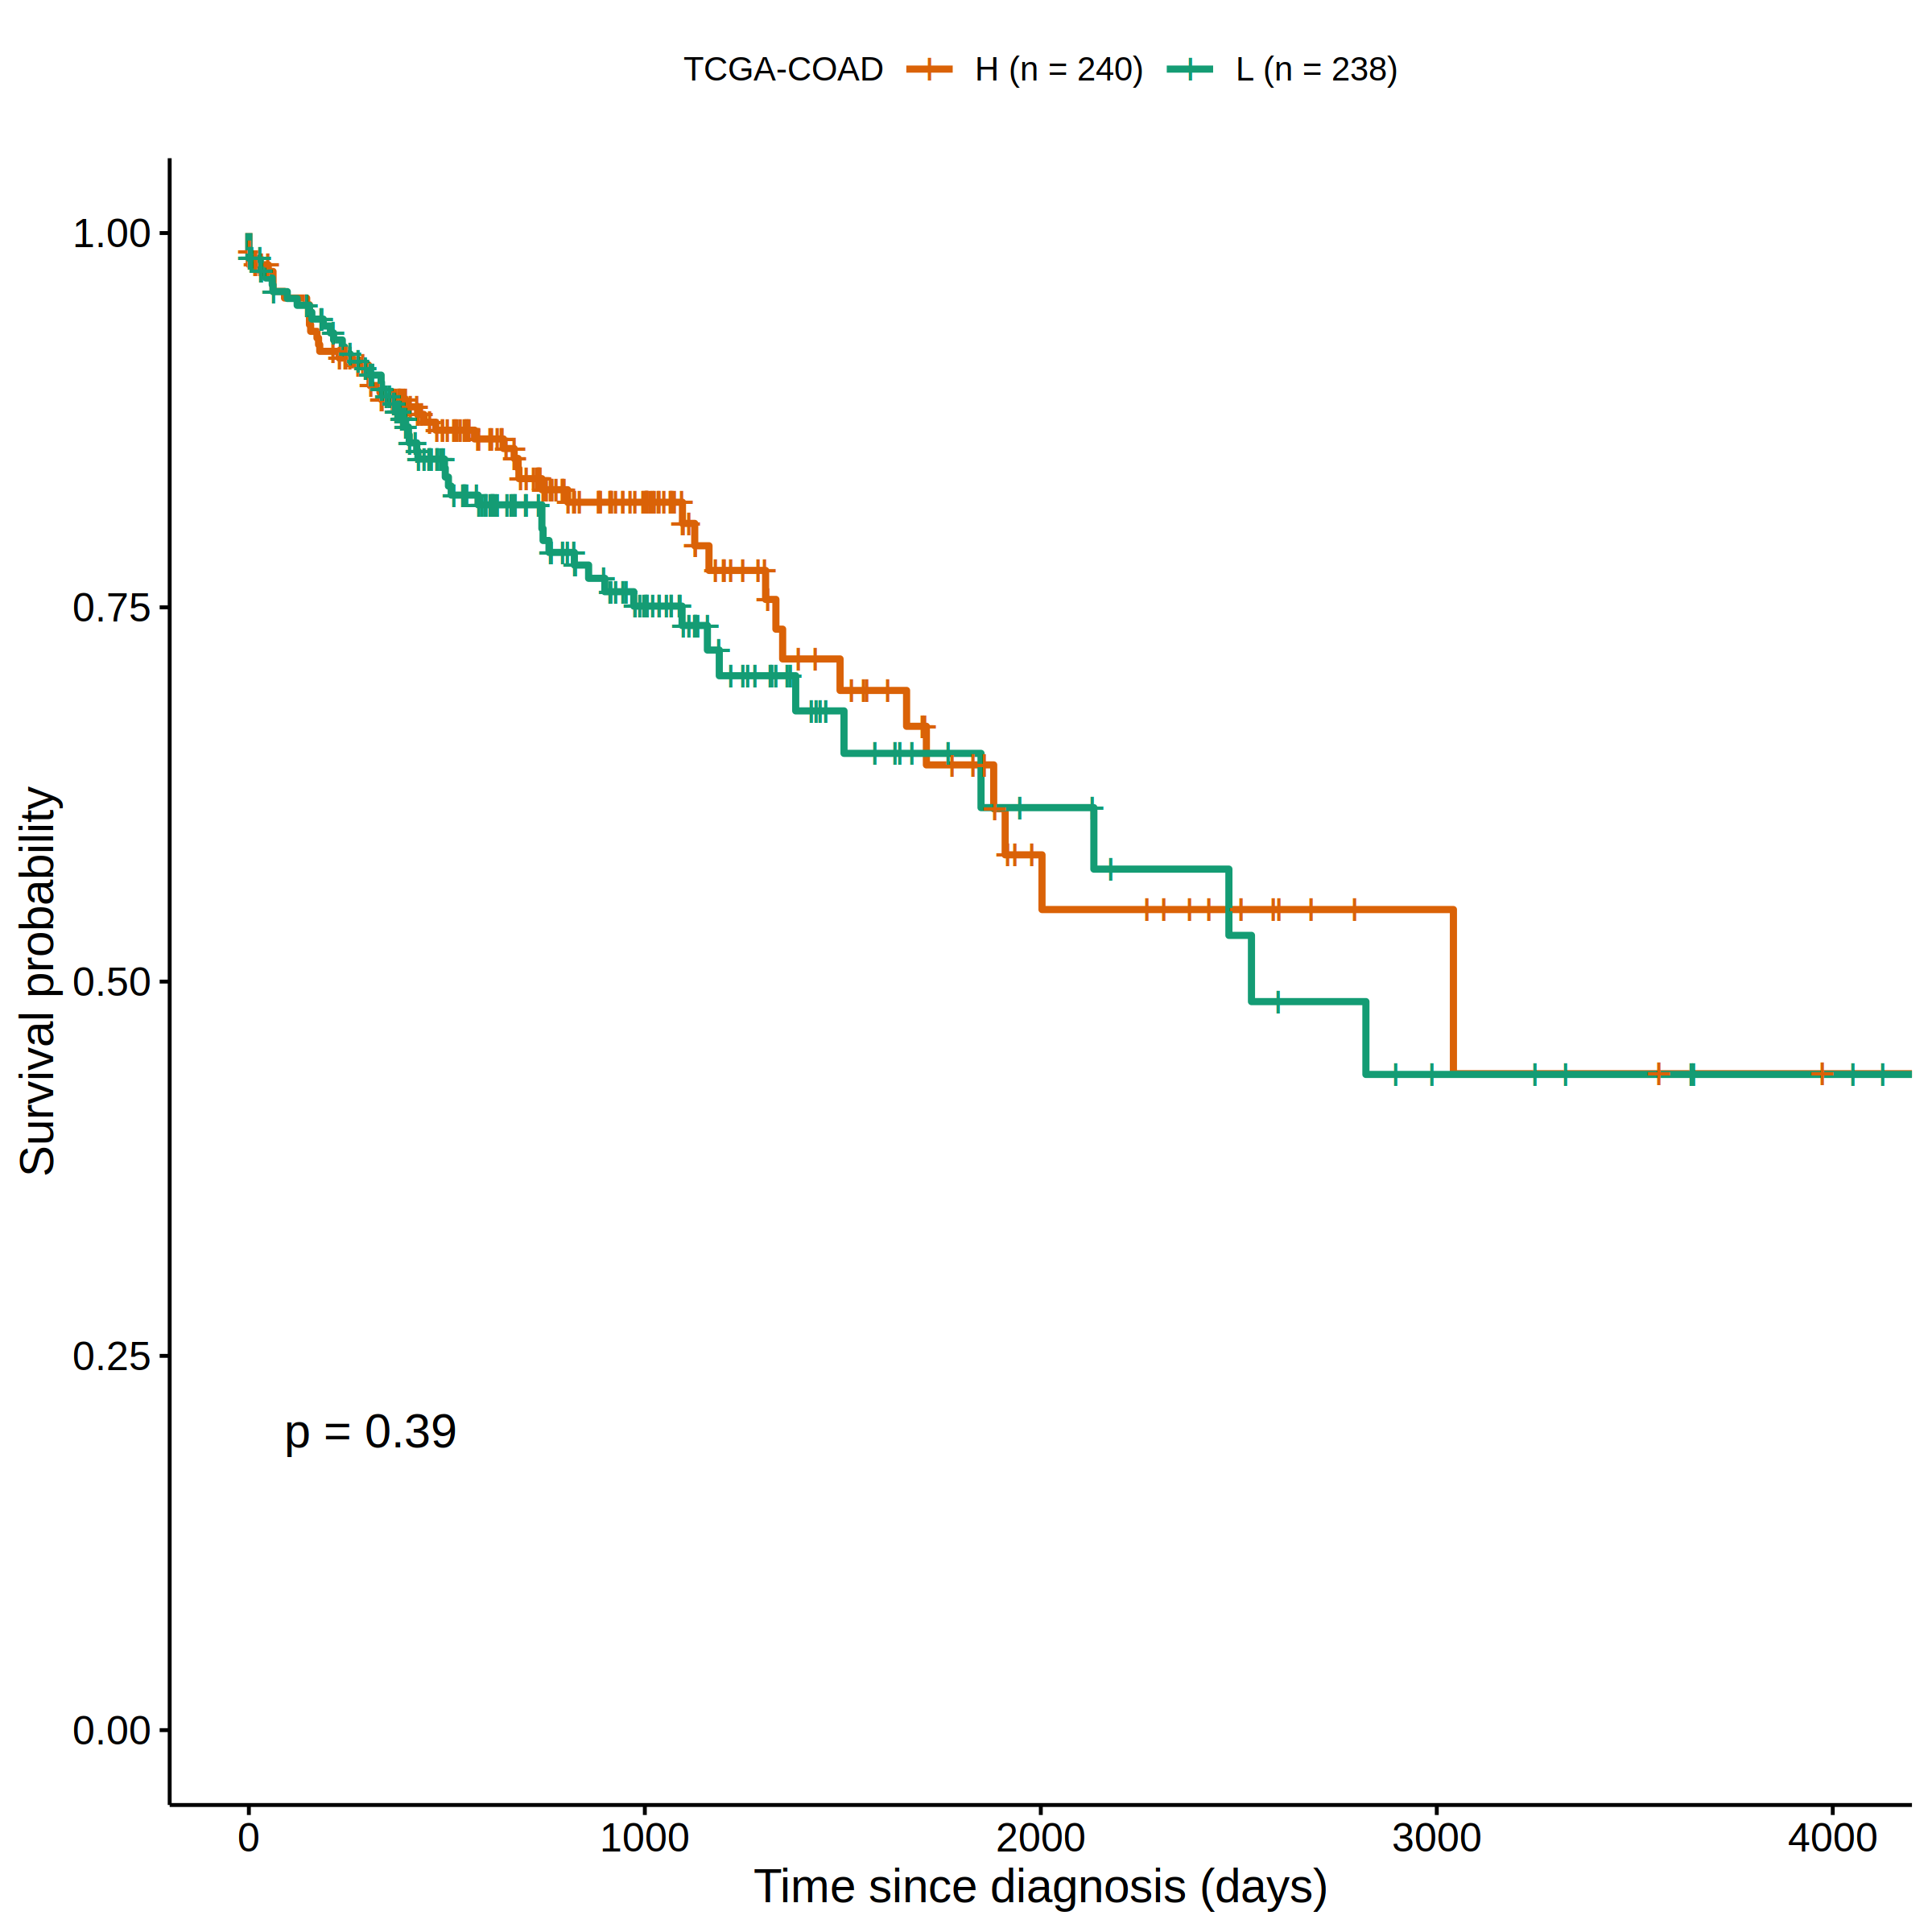 TCGA-COAD H (n = 240) L (n = 238)
1.00
0.75
0.50
0.25
0.00
Survival probability
p = 0.39
0 1000 2000 3000 4000
Time since diagnosis (days)